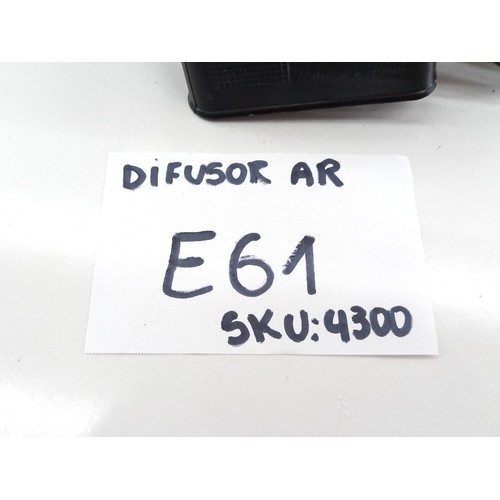 DIFUSOR AR
E61
SKU:4300